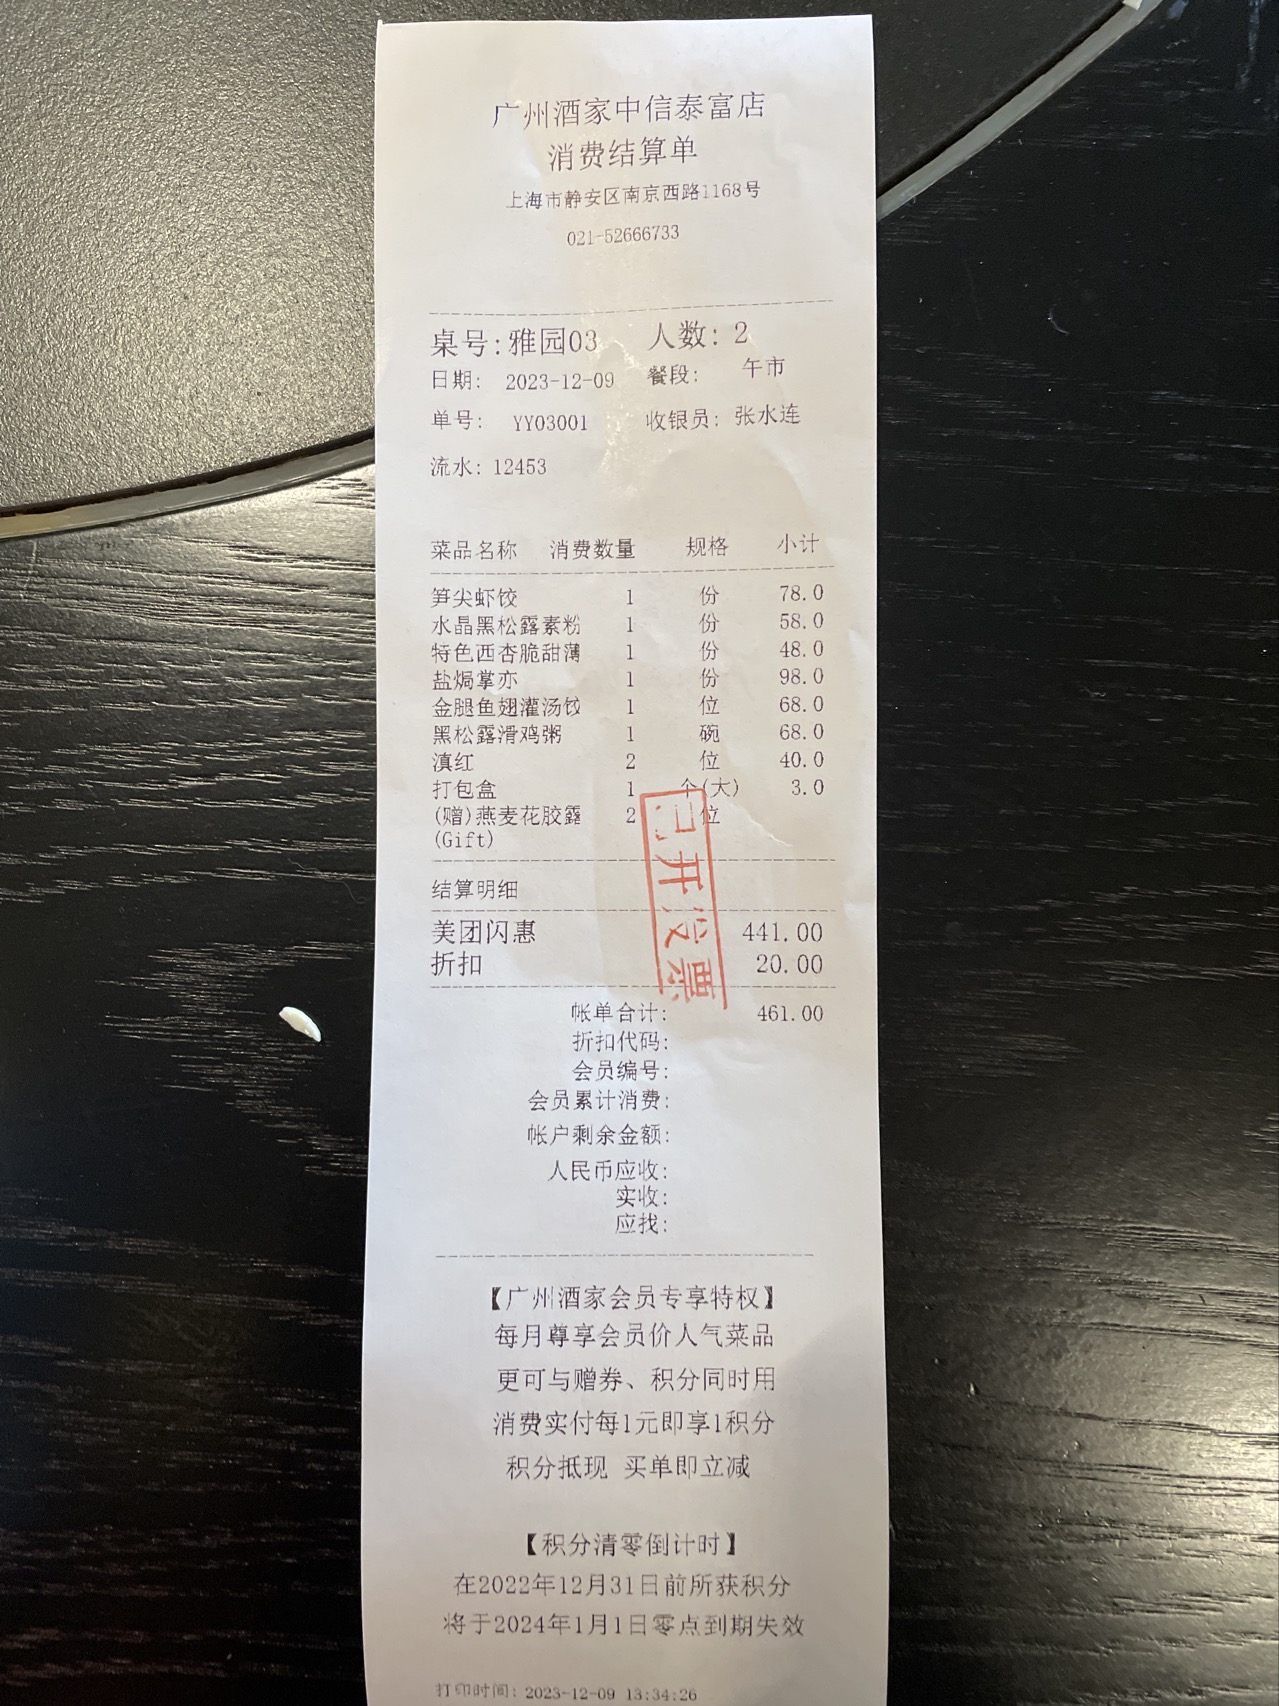 广州酒家中信泰富店
消费结算单
上海市静安区南京西路1168号
021-52666733
桌号:雅园03 人数: 2
日期: 2023-12-09 餐段: 午市
单号: YY03001 收银员: 张水连
流水: 12453
菜品名称 消费数量 规格 小计
笋尖虾饺 1 份 78.0
水晶黑松露素粉 1 份 58.0
特色西杏脆甜薄 1 份 48.0
盐焗掌亦 1 份 98.0
金腿鱼翅灌汤饺 1 位 68.0
黑松露滑鸡粥 1 碗 68.0
滇红 2 位 40.0
打包盒 1 个(大) 3.0
(赠)燕麦花胶露 2 位
(Gift)
已开发票
结算明细
美团闪惠 441.00
折扣 20.00
帐单合计: 461.00
折扣代码:
会员编号:
会员累计消费:
帐户剩余金额:
人民币应收:
实收:
应找:
【广州酒家会员专享特权】
每月尊享会员价人气菜品
更可与赠券、积分同时用
消费实付每1元即享1积分
积分抵现 买单即立减
【积分清零倒计时】
在2022年12月31日前所获积分
将于2024年1月1日零点到期失效
打印时间: 2023-12-09 13:34:26